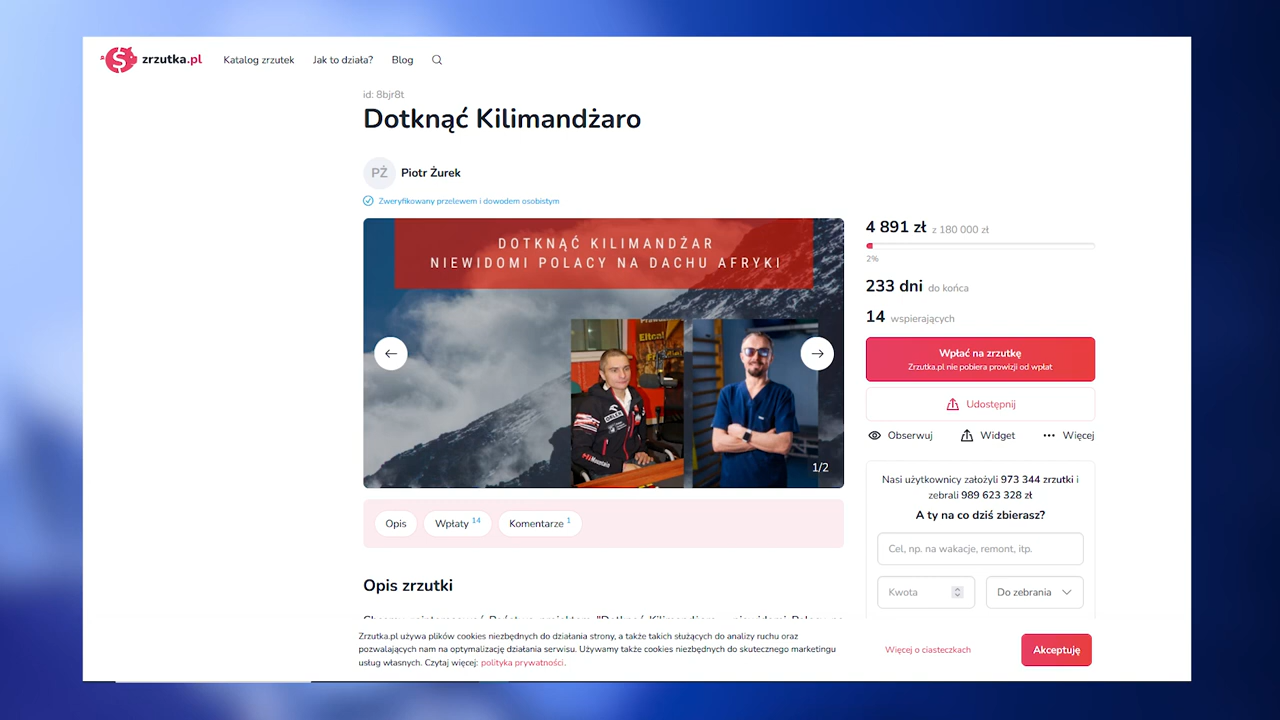 zrzutka.pl
Katalog zrzutek
Jak to działa?
Blog
id: 8bjr8t
Dotknąć Kilimandżaro
PŻ
Piotr Żurek
Zweryfikowany przelewem i dowodem osobistym
DOTKNĄĆ KILIMANDŻAR
NIEWIDOMI POLACY NA DACHU AFRYKI
1/2
4 891 zł z 180 000 zł
2%
233 dni do końca
14 wspierających
Wpłać na zrzutkę
Zrzutka.pl nie pobiera prowizji od wpłat
Udostępnij
Obserwuj
Widget
Więcej
Nasi użytkownicy założyli 973 344 zrzutki i
zebrali 989 623 328 zł
A ty na co dziś zbierasz?
Cel, np. na wakacje, remont, itp.
Kwota
Do zebrania
Opis
Wpłaty 14
Komentarze 1
Opis zrzutki
Zrzutka.pl używa plików cookies niezbędnych do działania strony, a także takich służących do analizy ruchu oraz
pozwalających nam na optymalizację działania serwisu. Używamy także cookies niezbędnych do skutecznego marketingu
usług własnych. Czytaj więcej: polityka prywatności.
Więcej o ciasteczkach
Akceptuję